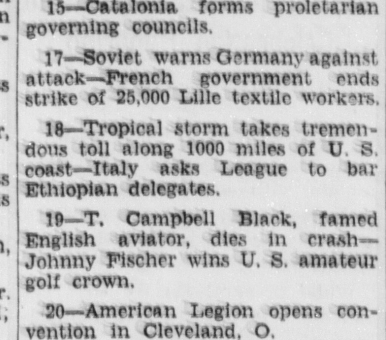 15—Catalonia forms proletarian
governing councils.
17—Soviet warns Germany against
attack—French government ends
strike of 25,000 Lille textile workers.
18—Tropical storm takes tremen-
dous toll along 1000 miles of U. S.
coast—Italy asks League to bar
Ethiopian delegates.
19—T. Campbell Black, famed
English aviator, dies in crash—
Johnny Fischer wins U. S. amateur
golf crown.
20—American Legion opens con-
vention in Cleveland, O.